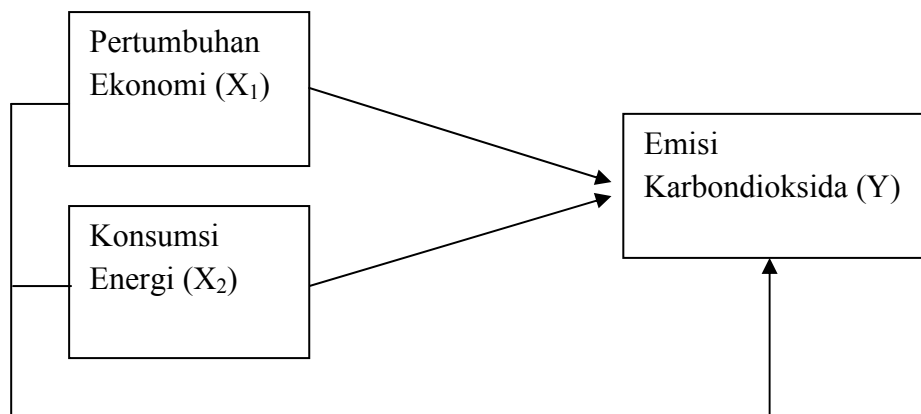 Pertumbuhan
Ekonomi (X₁)
Emisi
Karbondioksida (Y)
Konsumsi
Energi (X₂)